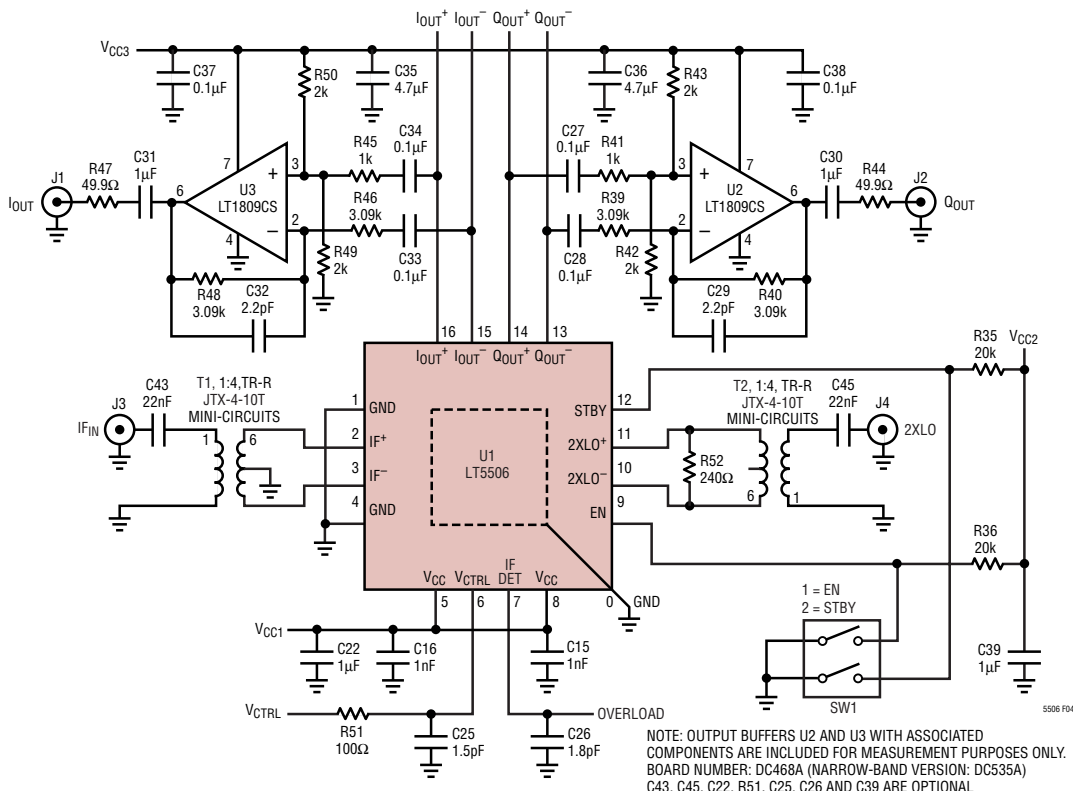 IOUT+ IOUT– QOUT+ QOUT–
VCC3
C37
0.1µF
R50
2k
C35
4.7µF
C36
4.7µF
R43
2k
C38
0.1µF
J1
IOUT
R47
49.9Ω
C31
1µF
6
7
U3
LT1809CS
4
3
+
2
–
R45
1k
C34
0.1µF
R46
3.09k
C33
0.1µF
R49
2k
R48
3.09k
C32
2.2pF
C27
0.1µF
R41
1k
R39
3.09k
C28
0.1µF
R42
2k
3
+
2
–
7
U2
LT1809CS
4
6
C30
1µF
R44
49.9Ω
J2
QOUT
C29
2.2pF
R40
3.09k
16 15 14 13
IOUT+ IOUT– QOUT+ QOUT–
J3
IFIN
C43
22nF
T1, 1:4,TR-R
JTX-4-10T
MINI-CIRCUITS
1
6
1
GND
2
IF+
3
IF–
4
GND
U1
LT5506
STBY
12
2XLO+
11
2XLO–
10
EN
9
R52
240Ω
T2, 1:4, TR-R
JTX-4-10T
MINI-CIRCUITS
6
1
C45
22nF
J4
2XLO
R35
20k
VCC2
R36
20k
VCC VCTRL IF DET VCC
5 6 7 8 0 GND
VCC1
C22
1µF
C16
1nF
C15
1nF
VCTRL
R51
100Ω
C25
1.5pF
OVERLOAD
C26
1.8pF
1 = EN
2 = STBY
SW1
C39
1µF
5506 F04
NOTE: OUTPUT BUFFERS U2 AND U3 WITH ASSOCIATED
COMPONENTS ARE INCLUDED FOR MEASUREMENT PURPOSES ONLY.
BOARD NUMBER: DC468A (NARROW-BAND VERSION: DC535A)
C43, C45, C22, R51, C25, C26 AND C39 ARE OPTIONAL